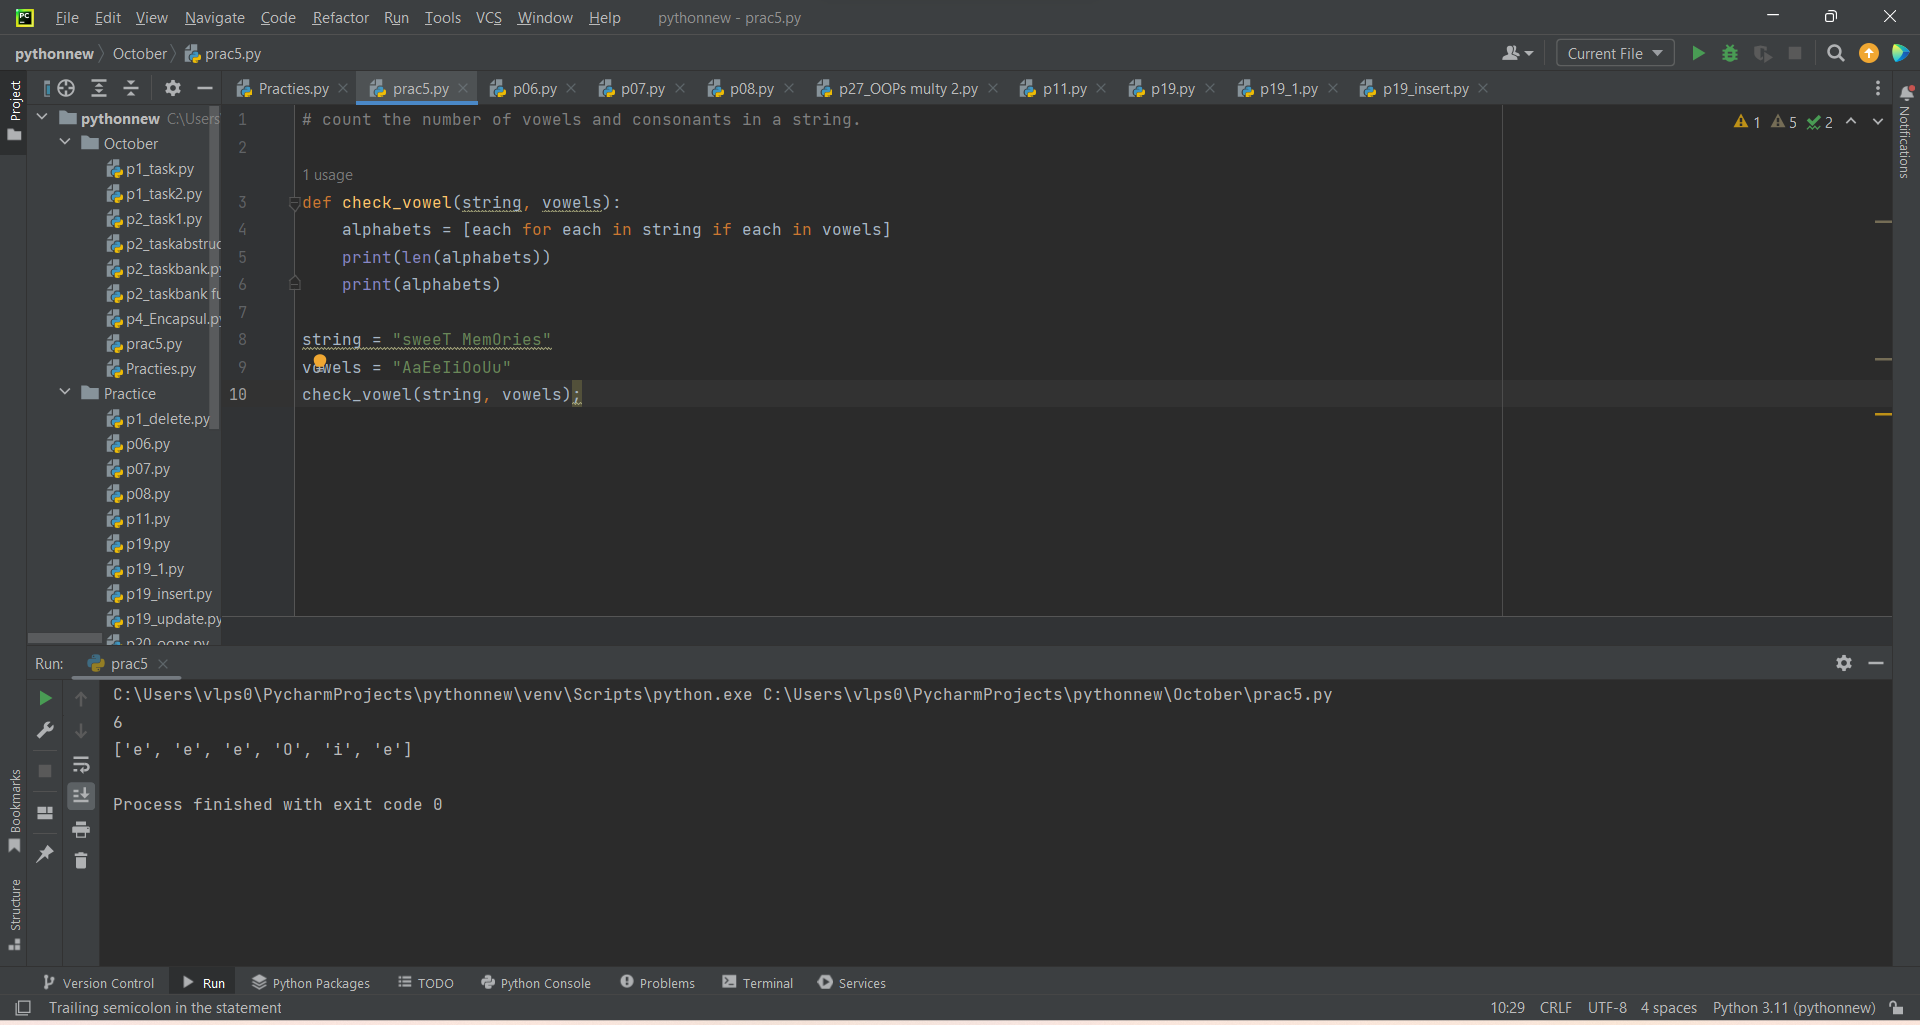 File Edit View Navigate Code Refactor Run Tools VCS Window Help pythonnew - prac5.py
pythonnew October prac5.py Current File
Project
Practies.py prac5.py p06.py p07.py p08.py p27_OOPs multy 2.py p11.py p19.py p19_1.py p19_insert.py
pythonnew C:\Users
October
p1_task.py
p1_task2.py
p2_task1.py
p2_taskabstruc
p2_taskbank.py
p2_taskbank fu
p4_Encapsul.py
prac5.py
Practies.py
Practice
p1_delete.py
p06.py
p07.py
p08.py
p11.py
p19.py
p19_1.py
p19_insert.py
p19_update.py
p20_oops.py
1 # count the number of vowels and consonants in a string.
2
1 usage
3 def check_vowel(string, vowels):
4 alphabets = [each for each in string if each in vowels]
5 print(len(alphabets))
6 print(alphabets)
7
8 string = "sweeT MemOries"
9 vowels = "AaEeIiOoUu"
10 check_vowel(string, vowels);
1 5 2
Notifications
Run: prac5
C:\Users\vlps0\PycharmProjects\pythonnew\venv\Scripts\python.exe C:\Users\vlps0\PycharmProjects\pythonnew\October\prac5.py
6
['e', 'e', 'e', 'O', 'i', 'e']
Process finished with exit code 0
Bookmarks
Structure
Version Control Run Python Packages TODO Python Console Problems Terminal Services
Trailing semicolon in the statement 10:29 CRLF UTF-8 4 spaces Python 3.11 (pythonnew)